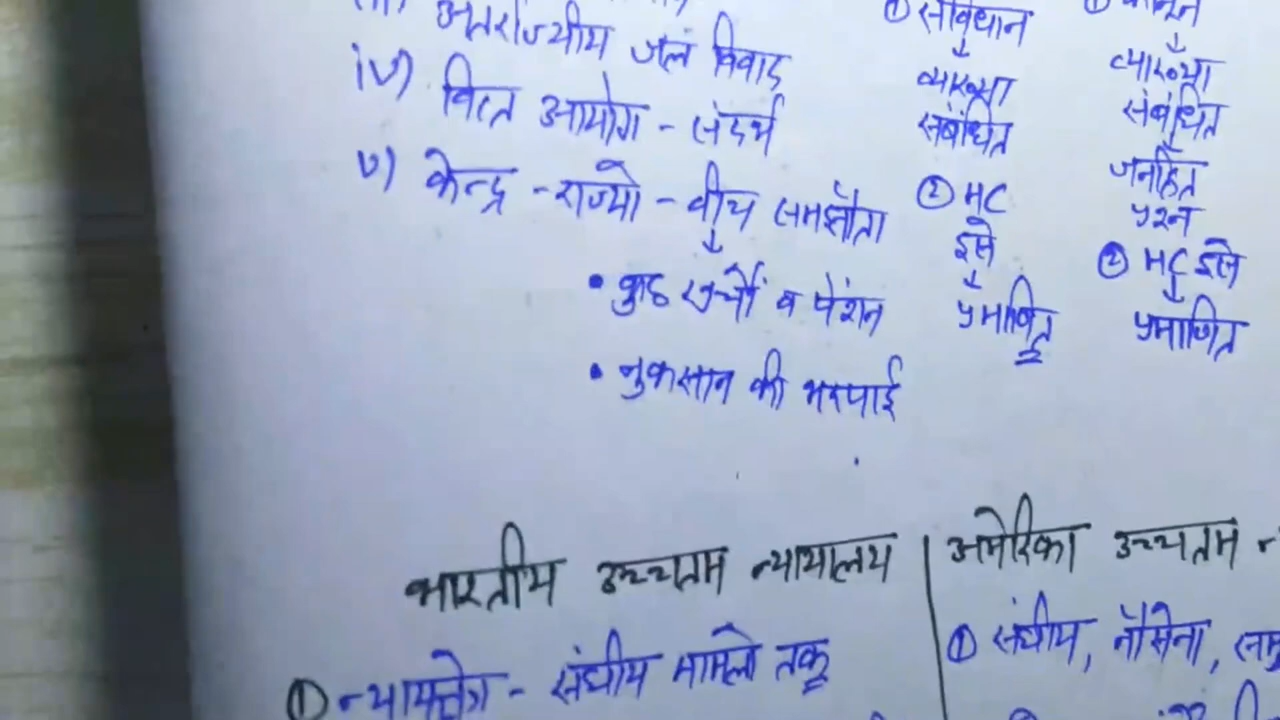 अंतर्राज्यीय जल विवाद
iv) वित्त आयोग - संदर्भ
v) केन्द्र - राज्यो - बीच समझौता
↓
• कुछ खर्चों व पेंशन
• नुकसान की भरपाई
① संविधान
↓
व्याख्या
संबंधित
② HC
इसे
↓
प्रमाणित
① कानून
↓
व्याख्या
संबंधित
जनहित
प्रश्न
② HC इसे
↓
प्रमाणित
भारतीय उच्चतम न्यायालय | अमेरिका उच्चतम
① न्यायक्षेत्र - संघीय मामलो तक
① संघीय, नौसेना,